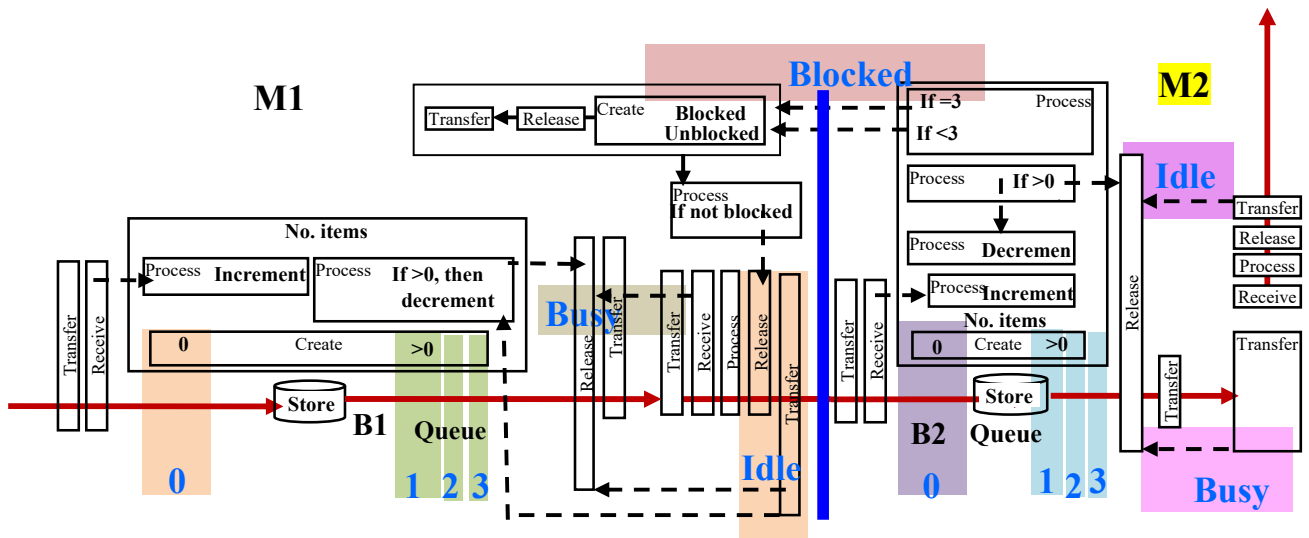 Blocked
M1
M2
Transfer
Release
Create
Blocked
Unblocked
If =3
Process
If <3
Process
If >0
Idle
Process
If not blocked
Transfer
Release
Process
Receive
No. items
Process
Increment
Process
If >0, then
decrement
Process
Decremen
Process
Increment
No. items
Busy
0
Create
>0
0
Create
>0
Transfer
Receive
Release
Transfer
Transfer
Receive
Process
Release
Transfer
Transfer
Receive
Release
Transfer
Transfer
Store
B1
Queue
B2
Store
Queue
0
1
2
3
Idle
0
1
2
3
Busy